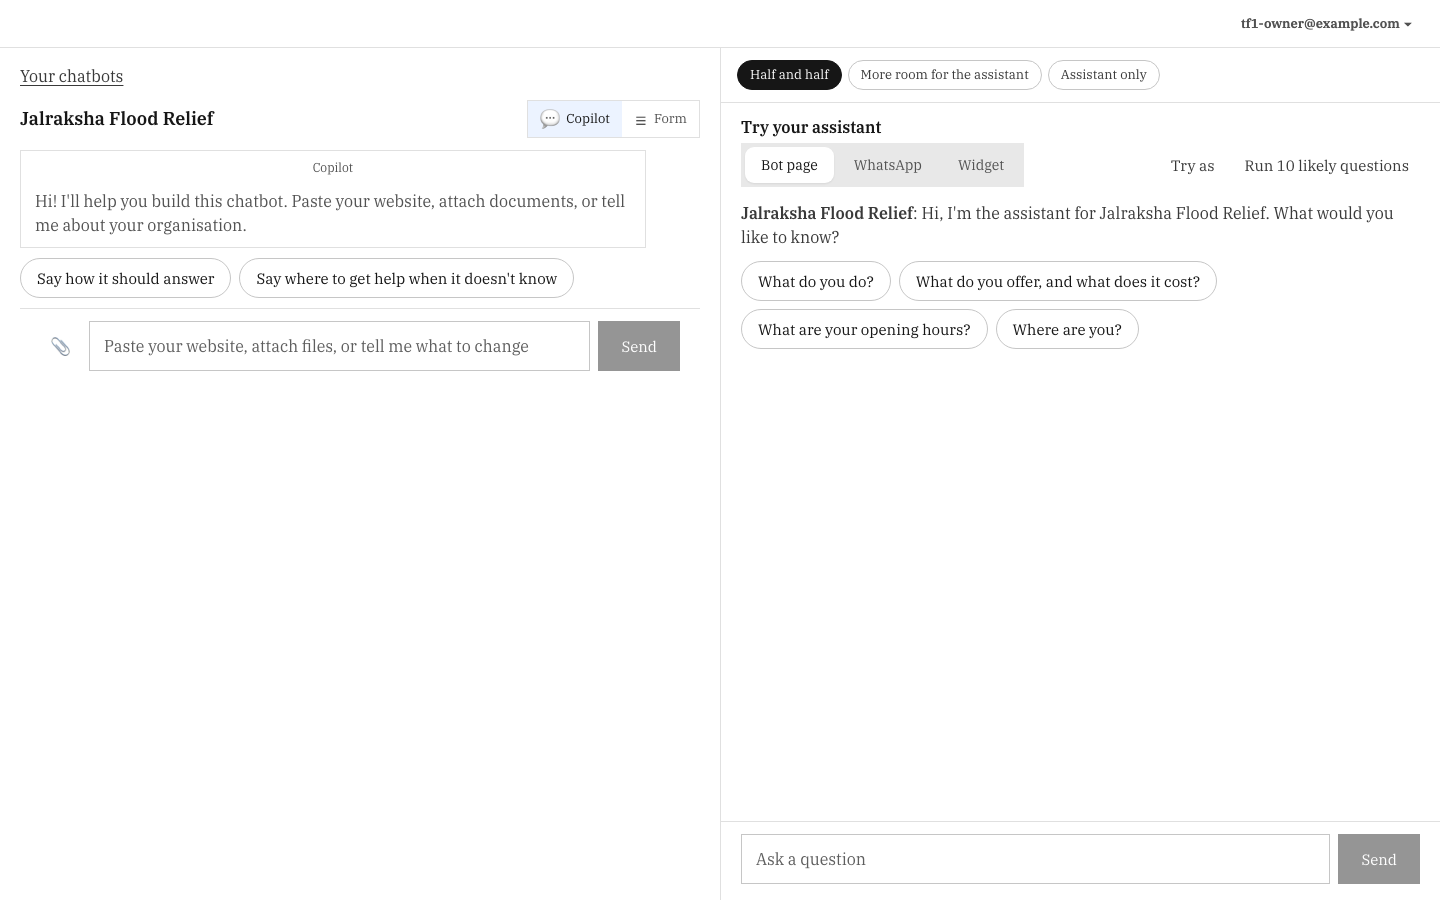 tf1-owner@example.com
Your chatbots
Jalraksha Flood Relief
Copilot
Form
Copilot
Hi! I'll help you build this chatbot. Paste your website, attach documents, or tell
me about your organisation.
Say how it should answer
Say where to get help when it doesn't know
Paste your website, attach files, or tell me what to change
Send
Half and half
More room for the assistant
Assistant only
Try your assistant
Bot page
WhatsApp
Widget
Try as
Run 10 likely questions
Jalraksha Flood Relief: Hi, I'm the assistant for Jalraksha Flood Relief. What would you
like to know?
What do you do?
What do you offer, and what does it cost?
What are your opening hours?
Where are you?
Ask a question
Send